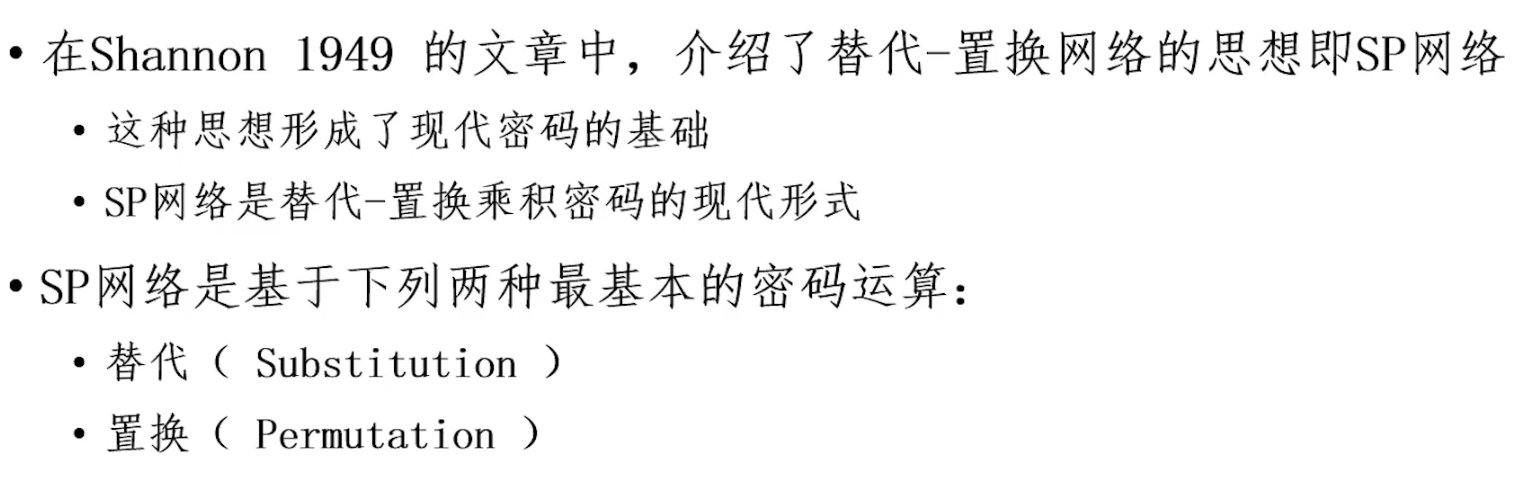 • 在Shannon 1949 的文章中，介绍了替代-置换网络的思想即SP网络
• 这种思想形成了现代密码的基础
• SP网络是替代-置换乘积密码的现代形式
• SP网络是基于下列两种最基本的密码运算：
• 替代（ Substitution ）
• 置换（ Permutation ）